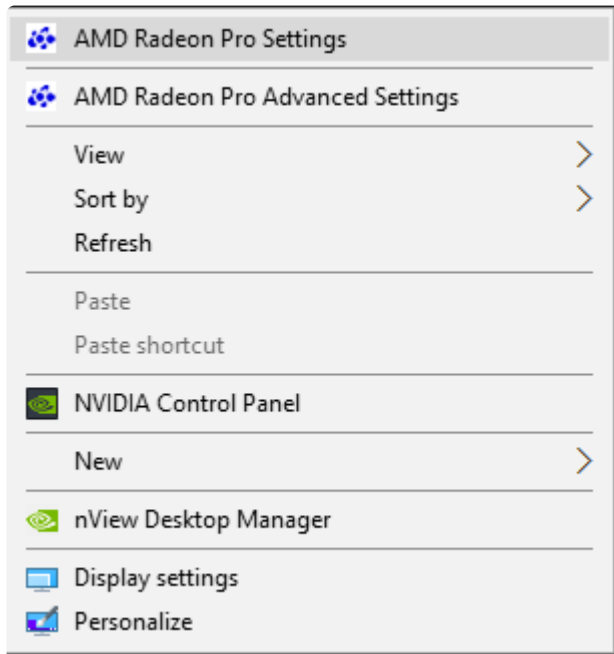 AMD Radeon Pro Settings
AMD Radeon Pro Advanced Settings
View
Sort by
Refresh
Paste
Paste shortcut
NVIDIA Control Panel
New
nView Desktop Manager
Display settings
Personalize